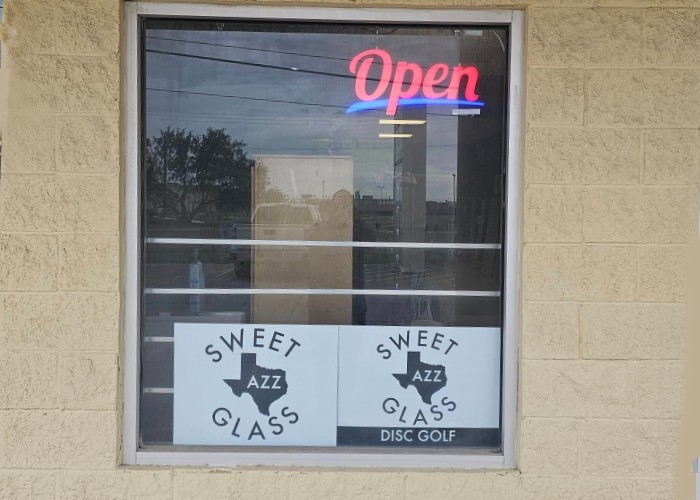 Open
SWEET
AZZ
GLASS
SWEET
AZZ
GLASS
DISC GOLF